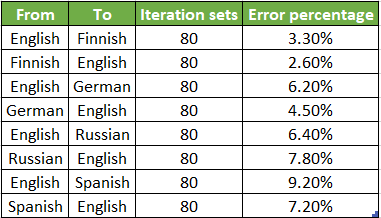 From To Iteration sets Error percentage
English Finnish 80 3.30%
Finnish English 80 2.60%
English German 80 6.20%
German English 80 4.50%
English Russian 80 6.40%
Russian English 80 7.80%
English Spanish 80 9.20%
Spanish English 80 7.20%